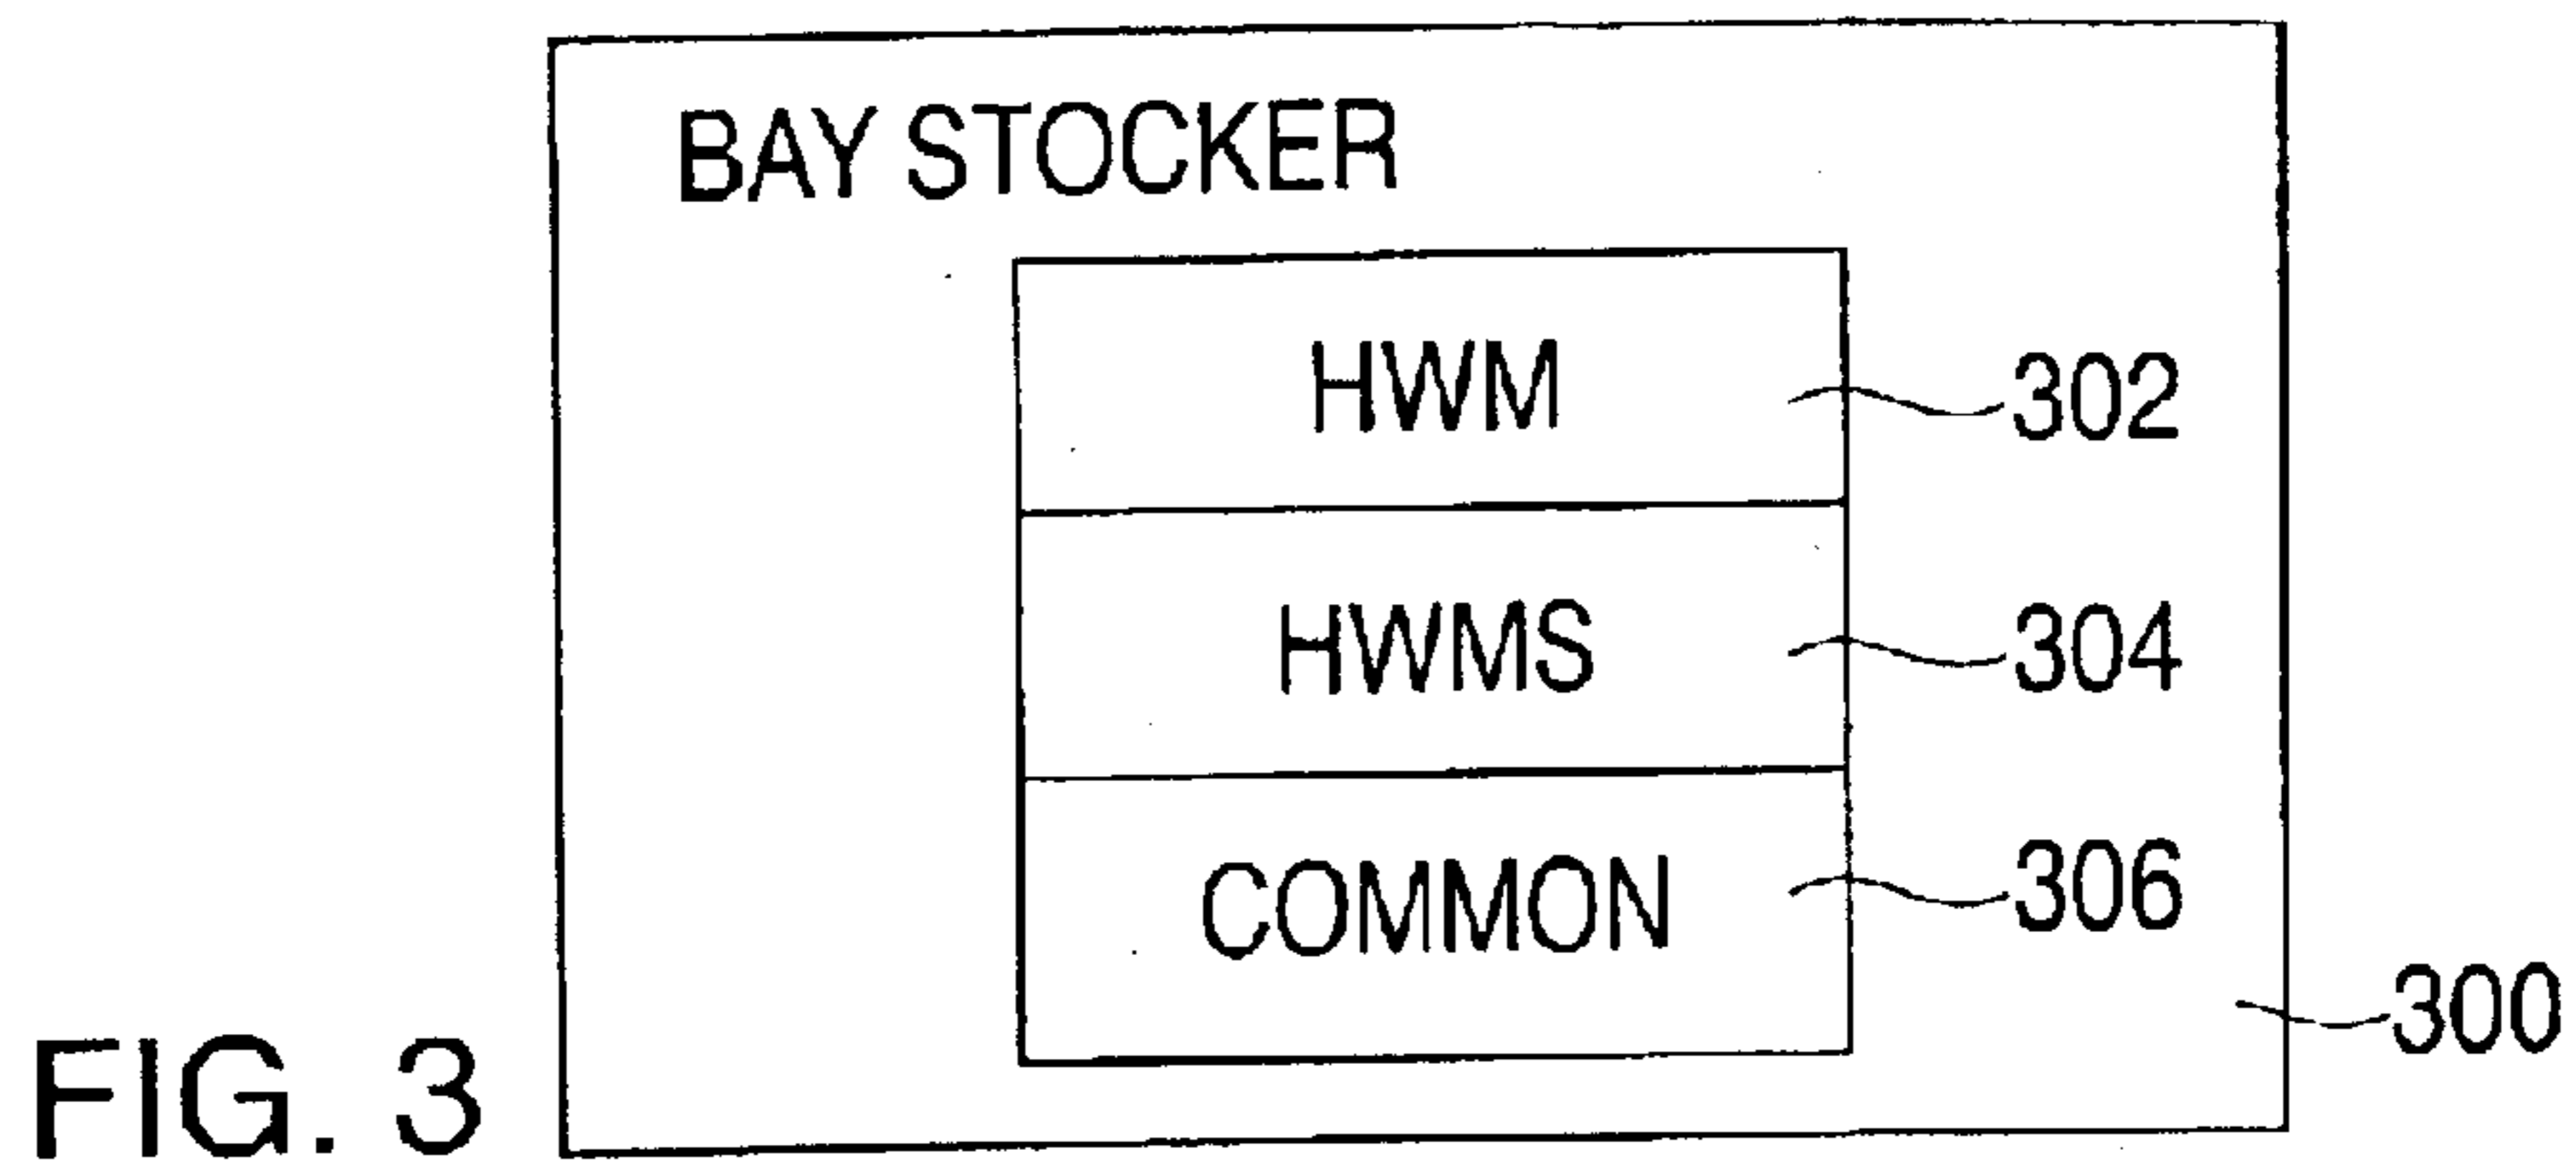 BAY STOCKER
HWM
302
HWMS
304
COMMON
306
300
FIG. 3